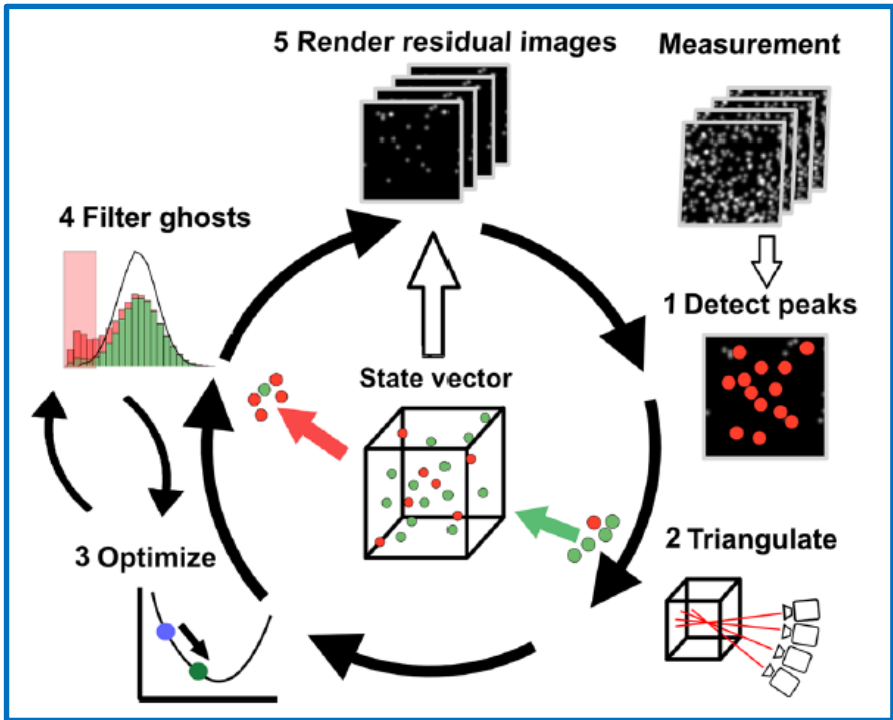 5 Render residual images
Measurement
4 Filter ghosts
1 Detect peaks
State vector
3 Optimize
2 Triangulate